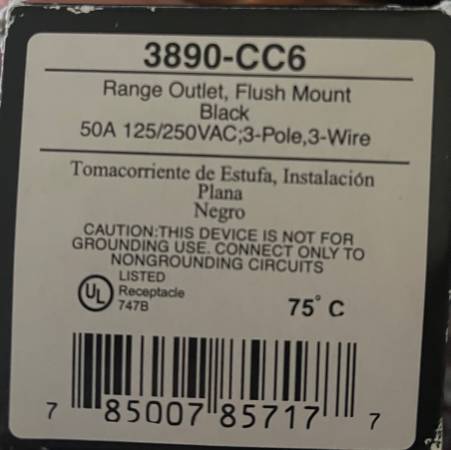 3890-CC6
Range Outlet, Flush Mount
Black
50A 125/250VAC;3-Pole,3-Wire
Tomacorriente de Estufa, Instalación
Plana
Negro
CAUTION:THIS DEVICE IS NOT FOR
GROUNDING USE. CONNECT ONLY TO
NONGROUNDING CIRCUITS
UL
LISTED
Receptacle
747B
75° C
7 85007 85717 7